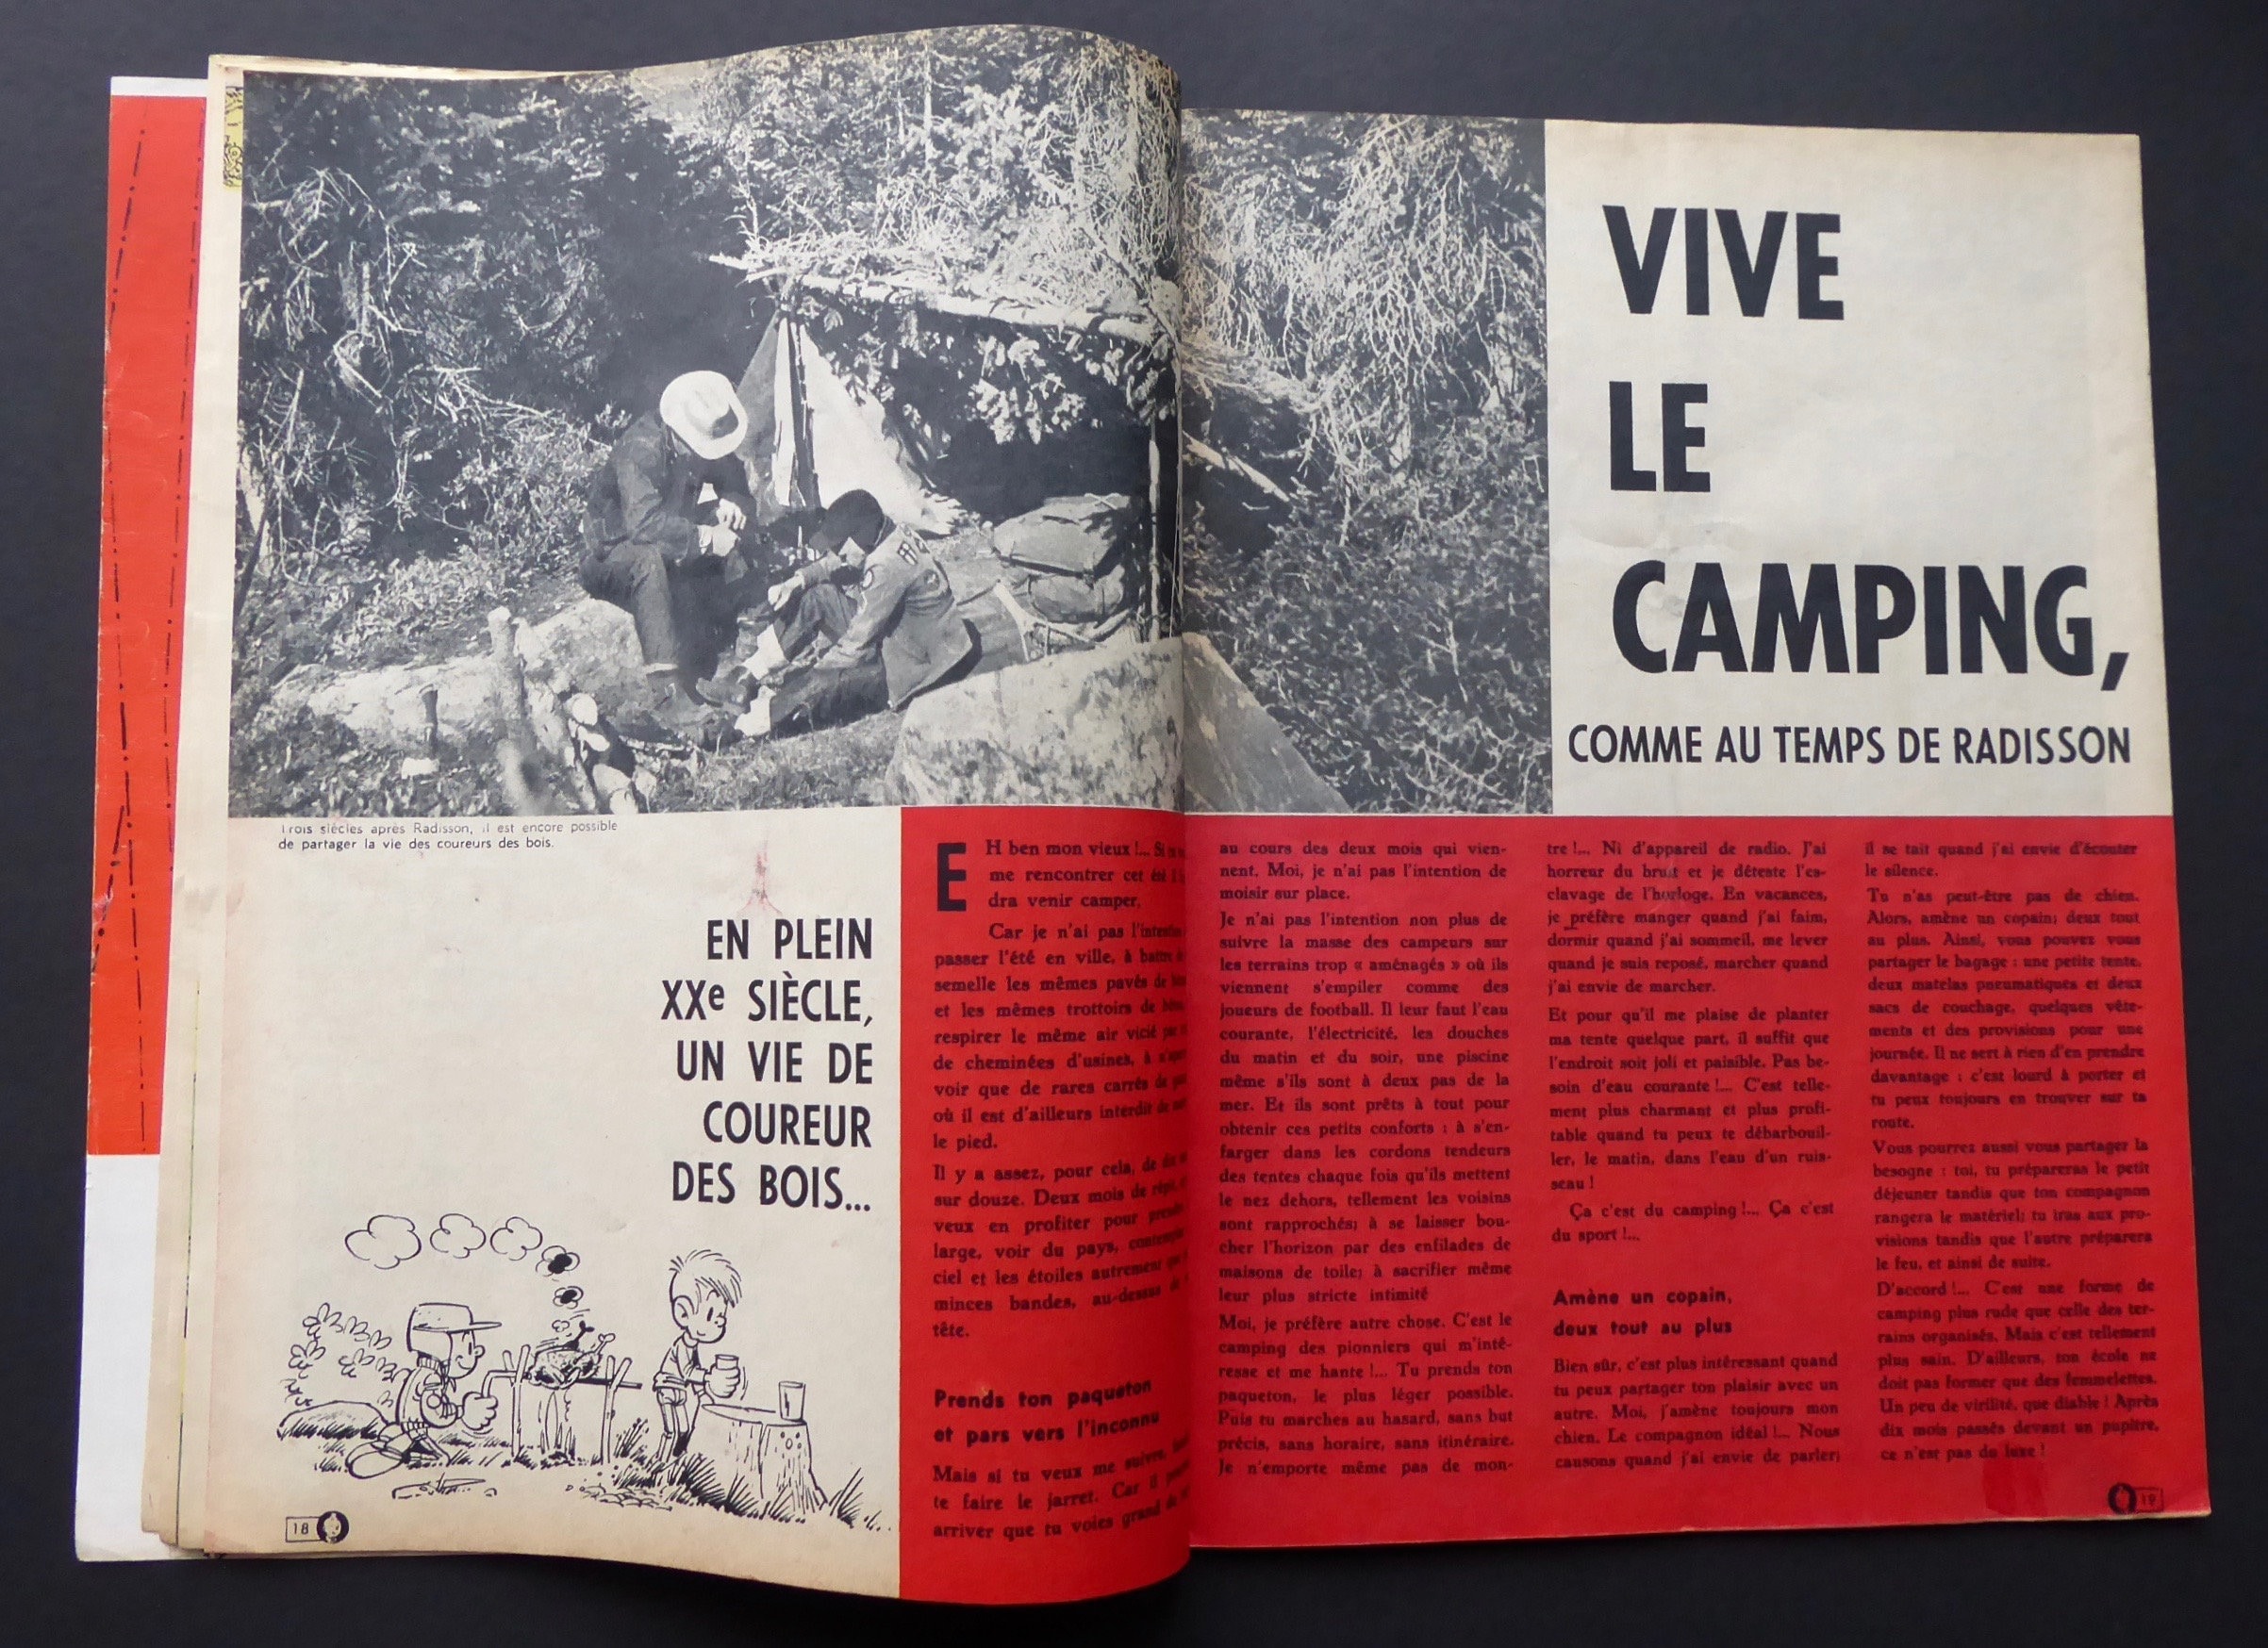 Trois siècles après Radisson, il est encore possible
de partager la vie des coureurs des bois.
EN PLEIN
XXe SIÈCLE,
UN VIE DE
COUREUR
DES BOIS...
18
VIVE
LE
CAMPING,
COMME AU TEMPS DE RADISSON
EH ben mon vieux !... Si
me rencontrer cet
dra venir camper.
Car je n'ai pas
passer l'été en ville, à
semelle les mêmes pavés de
et les mêmes trottoirs de
respirer le même air vicié
de cheminées d'usines, à
voir que de rares carrés de
où il est d'ailleurs interdit de
le pied.
Il y a assez, pour cela, de
sur douze. Deux mois de répit,
veux en profiter pour
large, voir du pays,
ciel et les étoiles autrement
minces bandes, au-dessus
tête.
Prends ton paqueton
et pars vers l'inconnu
Mais si tu veux me suivre,
te faire le jarret. Car il
arriver que tu voies grand
au cours des deux mois qui vien-
nent. Moi, je n'ai pas l'intention de
moisir sur place.
Je n'ai pas l'intention non plus de
suivre la masse des campeurs sur
les terrains trop « aménagés » où ils
viennent s'empiler comme des
joueurs de football. Il leur faut l'eau
courante, l'électricité, les douches
du matin et du soir, une piscine
même s'ils sont à deux pas de la
mer. Et ils sont prêts à tout pour
obtenir ces petits conforts : à s'en-
farger dans les cordons tendeurs
des tentes chaque fois qu'ils mettent
le nez dehors, tellement les voisins
sont rapprochés; à se laisser bou-
cher l'horizon par des enfilades de
maisons de toile; à sacrifier même
leur plus stricte intimité
Moi, je préfère autre chose. C'est le
camping des pionniers qui m'inté-
resse et me hante !... Tu prends ton
paqueton, le plus léger possible.
Puis tu marches au hasard, sans but
précis, sans horaire, sans itinéraire.
Je n'emporte même pas de mon-
tre !... Ni d'appareil de radio. J'ai
horreur du bruit et je déteste l'es-
clavage de l'horloge. En vacances,
je préfère manger quand j'ai faim,
dormir quand j'ai sommeil, me lever
quand je suis reposé, marcher quand
j'ai envie de marcher.
Et pour qu'il me plaise de planter
ma tente quelque part, il suffit que
l'endroit soit joli et paisible. Pas be-
soin d'eau courante !... C'est telle-
ment plus charmant et plus profi-
table quand tu peux te débarbouil-
ler, le matin, dans l'eau d'un ruis-
seau !
Ça c'est du camping !... Ça c'est
du sport !...
Amène un copain,
deux tout au plus
Bien sûr, c'est plus intéressant quand
tu peux partager ton plaisir avec un
autre. Moi, j'amène toujours mon
chien. Le compagnon idéal !... Nous
causons quand j'ai envie de parler;
il se tait quand j'ai envie d'écouter
le silence.
Tu n'as peut-être pas de chien.
Alors, amène un copain; deux tout
au plus. Ainsi, vous pouvez vous
partager le bagage : une petite tente,
deux matelas pneumatiques et deux
sacs de couchage, quelques vête-
ments et des provisions pour une
journée. Il ne sert à rien d'en prendre
davantage : c'est lourd à porter et
tu peux toujours en trouver sur ta
route.
Vous pourrez aussi vous partager la
besogne : toi, tu prépareras le petit
déjeuner tandis que ton compagnon
rangera le matériel; tu iras aux pro-
visions tandis que l'autre préparera
le feu, et ainsi de suite.
D'accord !... C'est une forme de
camping plus rude que celle des ter-
rains organisés. Mais c'est tellement
plus sain. D'ailleurs, ton école ne
doit pas former que des femmelettes.
Un peu de virilité, que diable ! Après
dix mois passés devant un pupitre,
ce n'est pas du luxe !
19